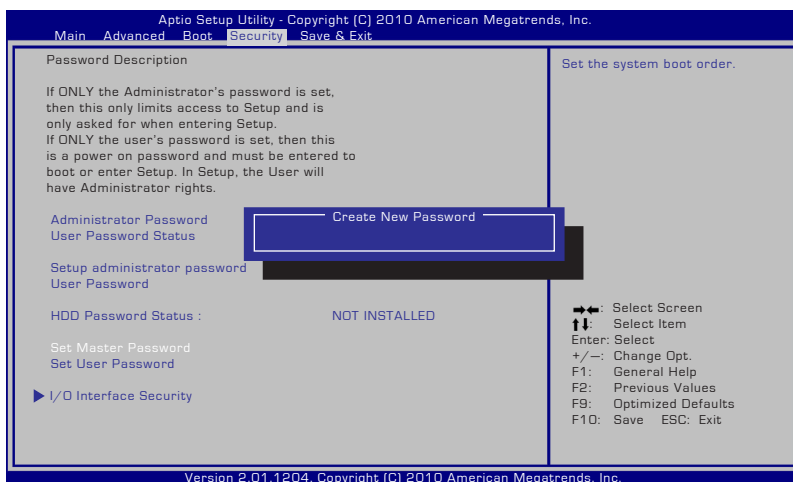 Aptio Setup Utility - Copyright (C) 2010 American Megatrends, Inc.
Main Advanced Boot Security Save & Exit
Password Description
If ONLY the Administrator's password is set,
then this only limits access to Setup and is
only asked for when entering Setup.
If ONLY the user's password is set, then this
is a power on password and must be entered to
boot or enter Setup. In Setup, the User will
have Administrator rights.
Administrator Password
User Password Status
Create New Password
Setup administrator password
User Password
HDD Password Status : NOT INSTALLED
Set Master Password
Set User Password
I/O Interface Security
Set the system boot order.
→←: Select Screen
↑↓: Select Item
Enter: Select
+/—: Change Opt.
F1: General Help
F2: Previous Values
F9: Optimized Defaults
F10: Save ESC: Exit
Version 2.01.1204. Copyright (C) 2010 American Megatrends, Inc.